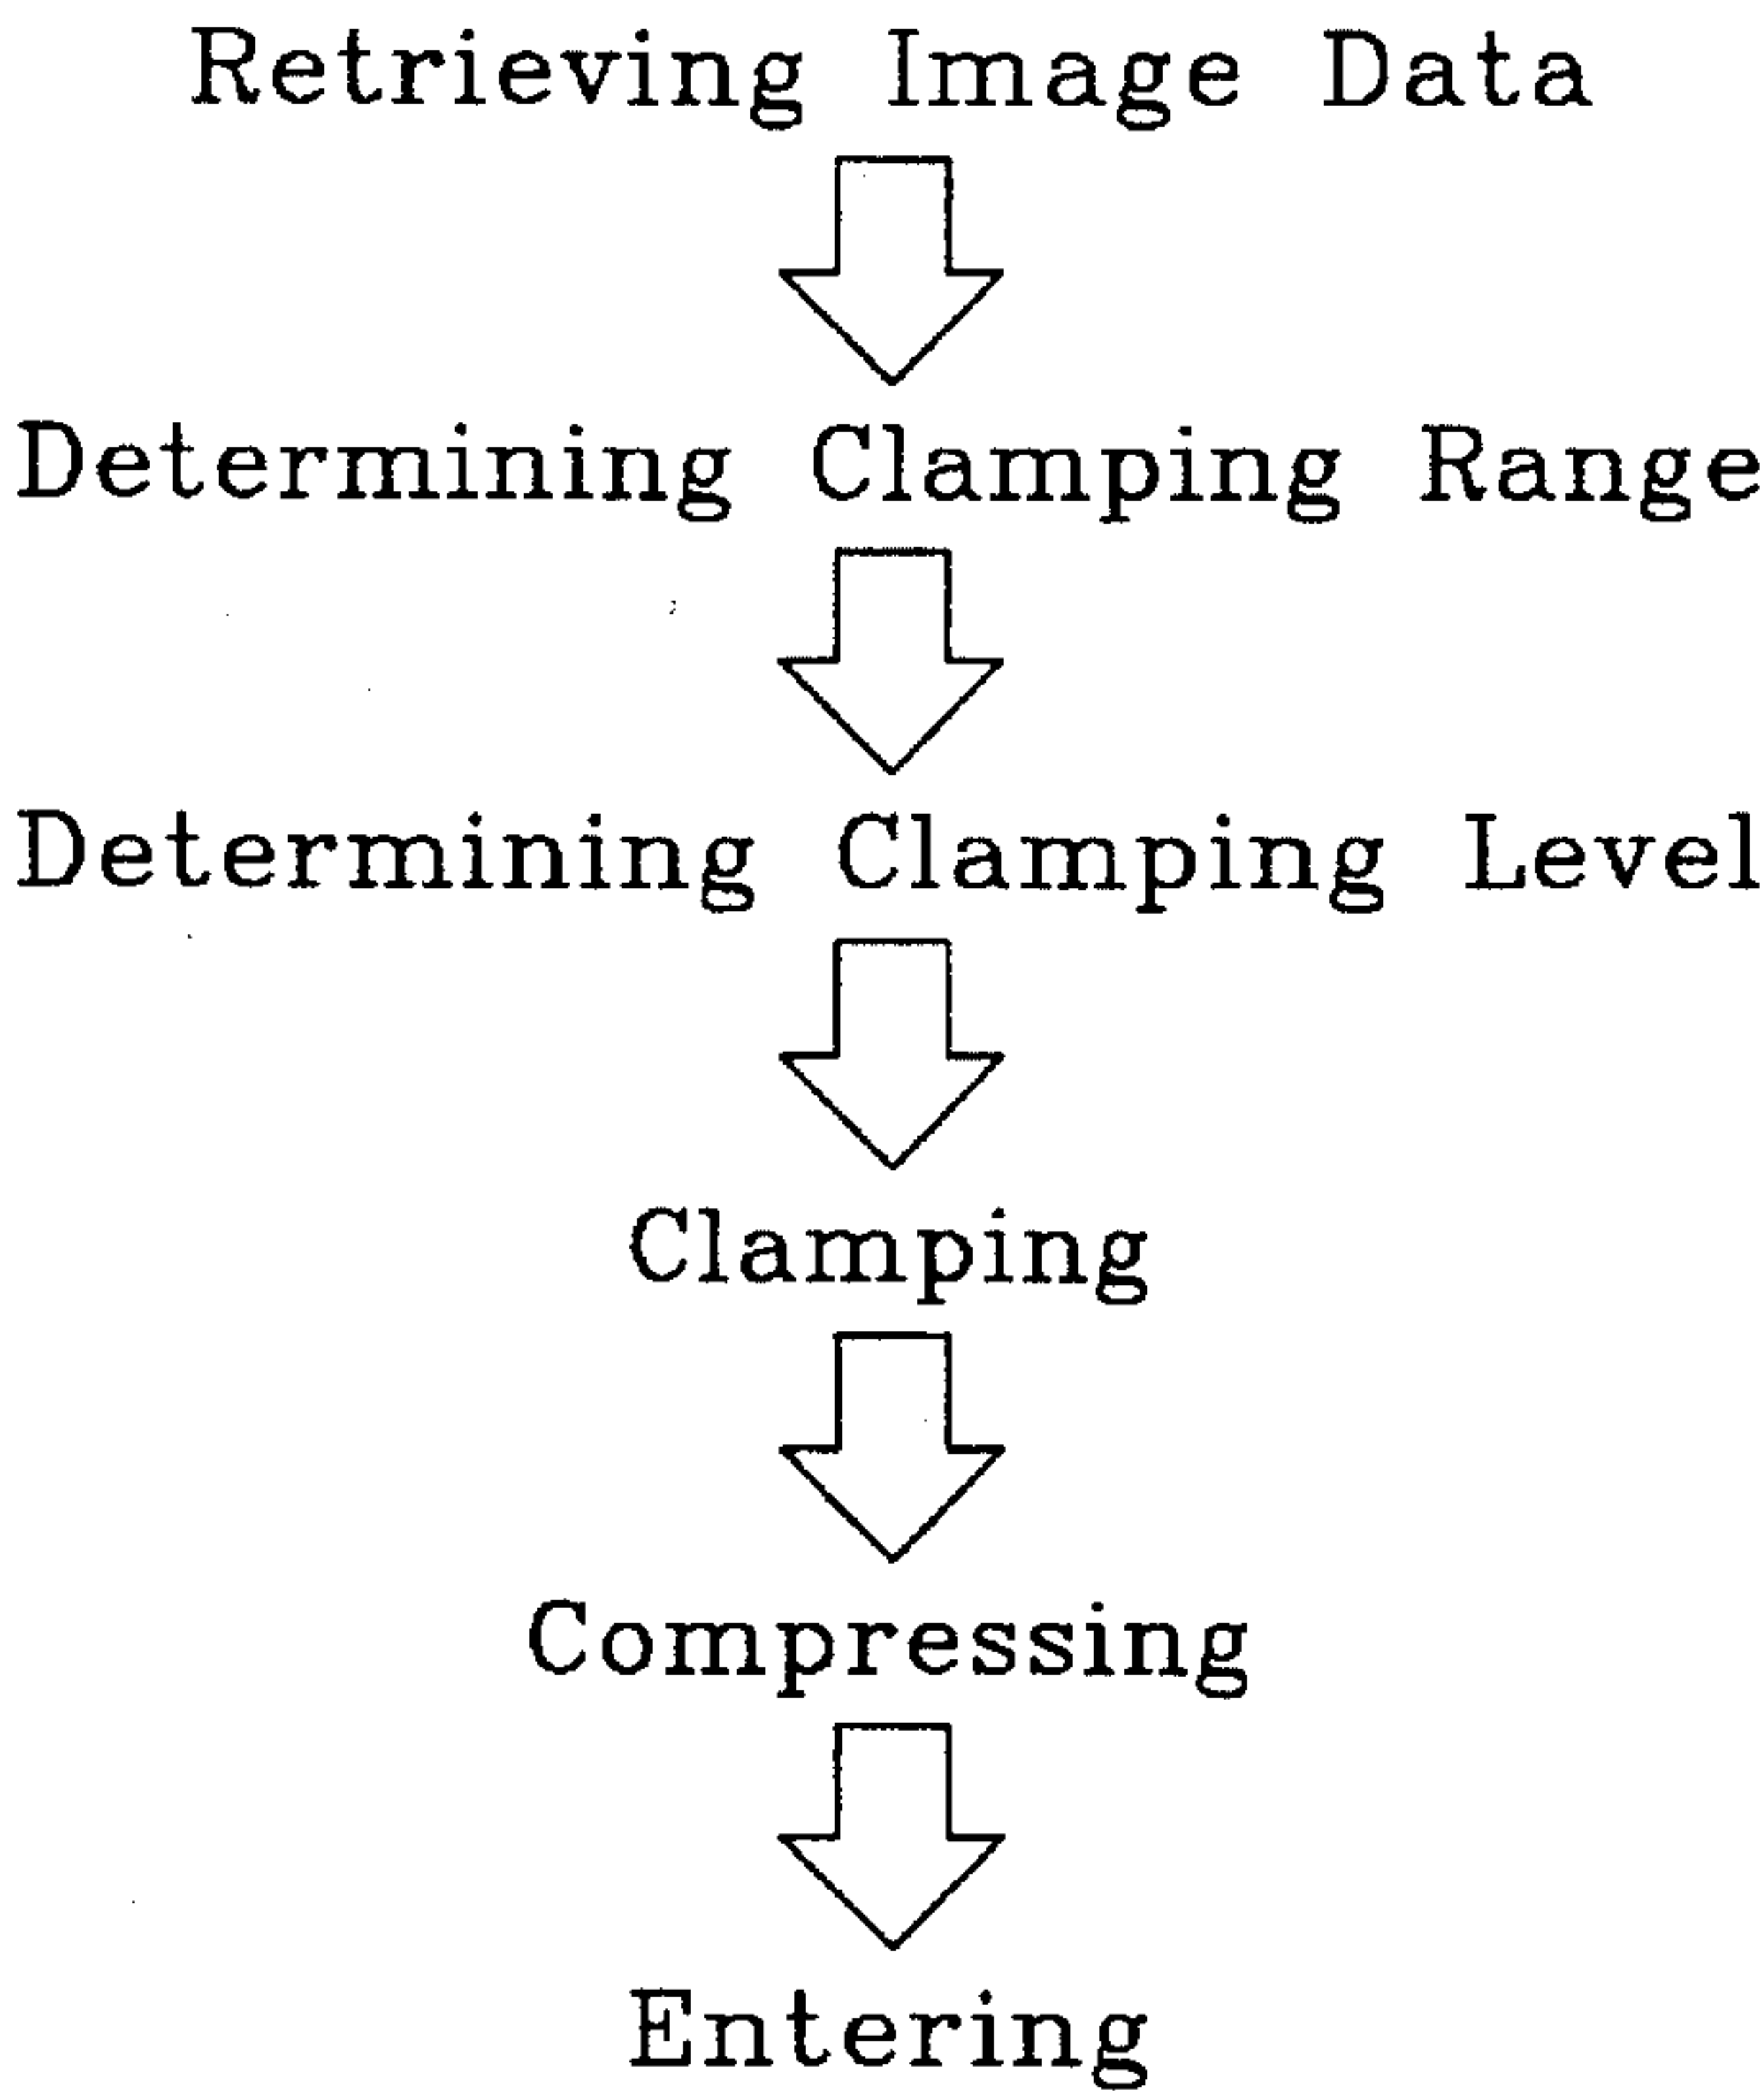 Retrieving Image Data
Determining Clamping Range
Determining Clamping Level
Clamping
Compressing
Entering